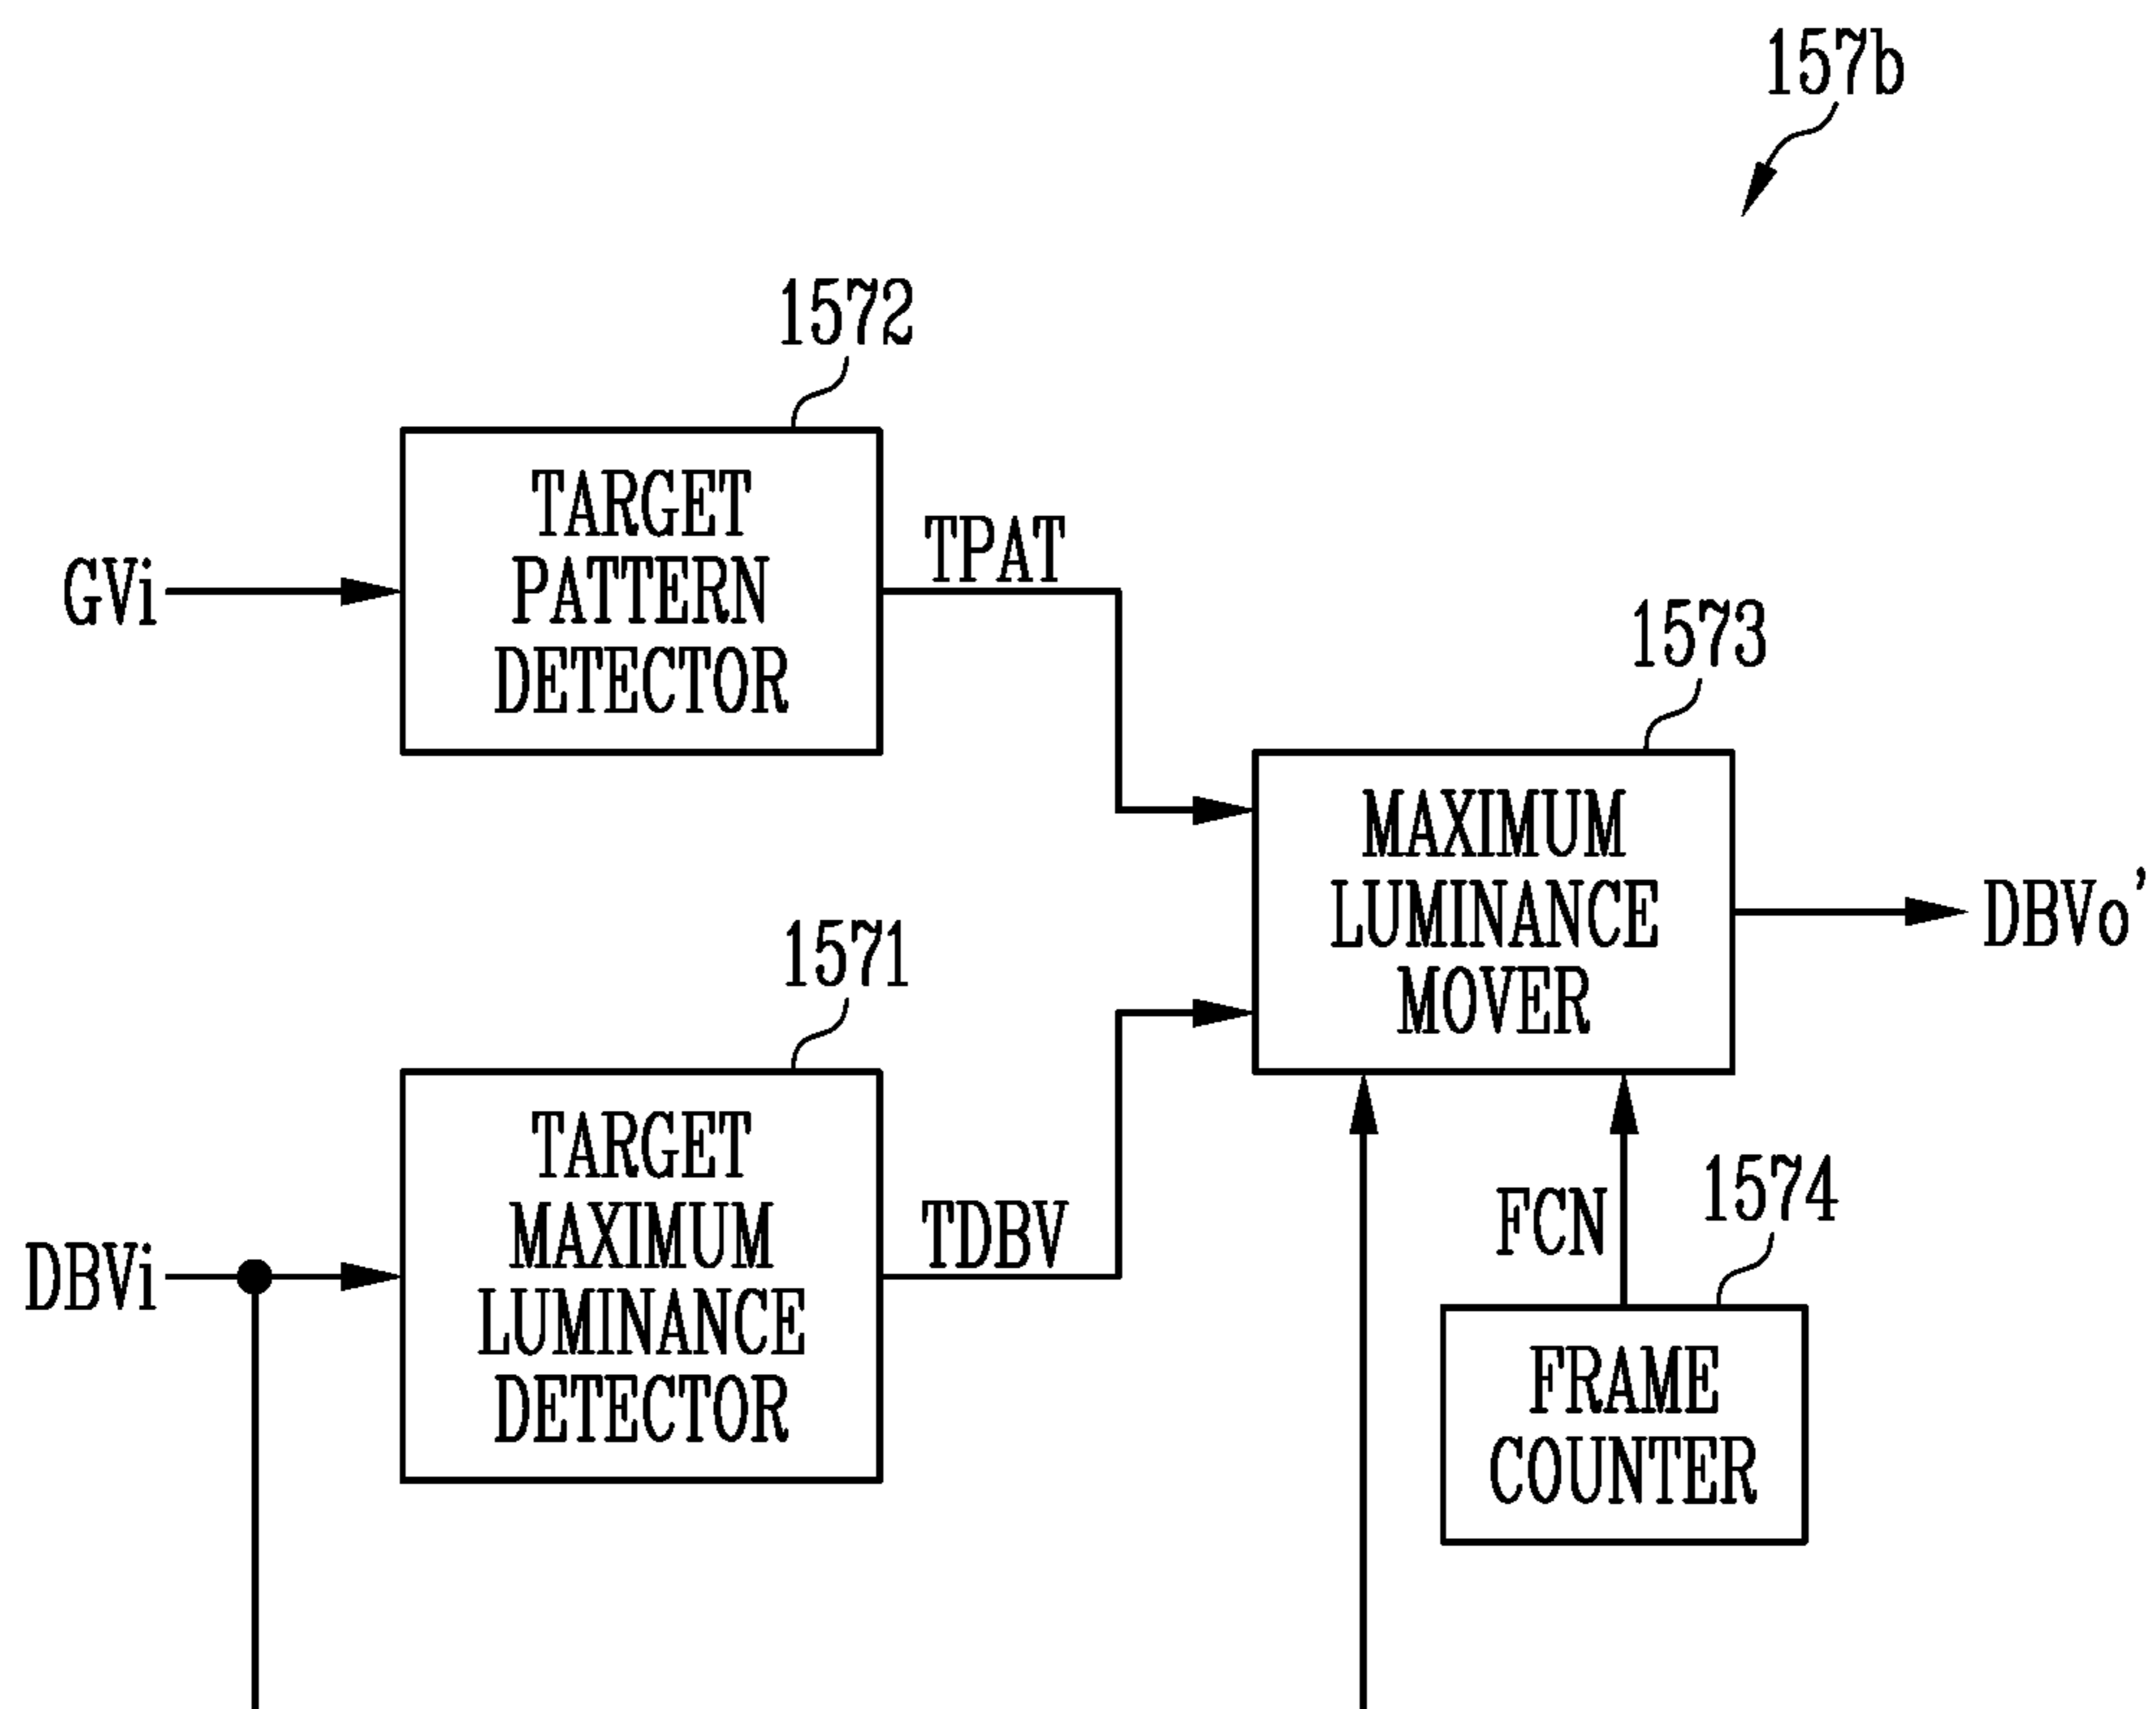 157b
1572
TARGET
PATTERN
DETECTOR
GVi
TPAT
1573
MAXIMUM
LUMINANCE
MOVER
DBVo'
1571
TARGET
MAXIMUM
LUMINANCE
DETECTOR
DBVi
TDBV
FCN
1574
FRAME
COUNTER